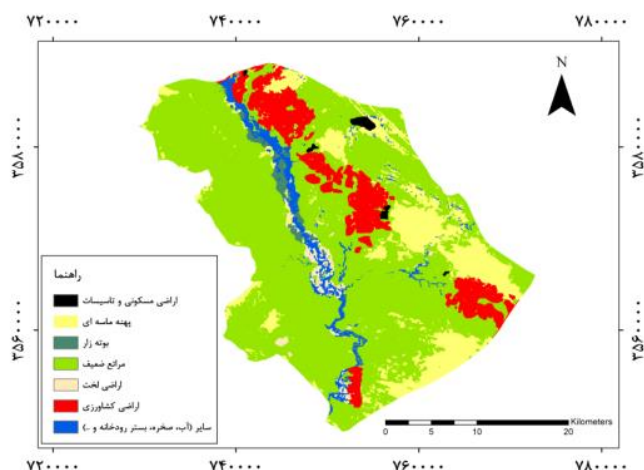 ۷۲۰۰۰۰ ۷۴۰۰۰۰ ۷۶۰۰۰۰ ۷۸۰۰۰۰
N
۳۵۸۰۰۰۰ ۳۵۸۰۰۰۰
راهنما
اراضی مسکونی و تاسیسات
پهنه ماسه ای
بوته زار
مراتع ضعیف
اراضی لخت
اراضی کشاورزی
سایر (آب، صخره، بستر رودخانه و ..)
۳۵۶۰۰۰۰ ۳۵۶۰۰۰۰
Kilometers
0 5 10 20
۷۲۰۰۰۰ ۷۴۰۰۰۰ ۷۶۰۰۰۰ ۷۸۰۰۰۰